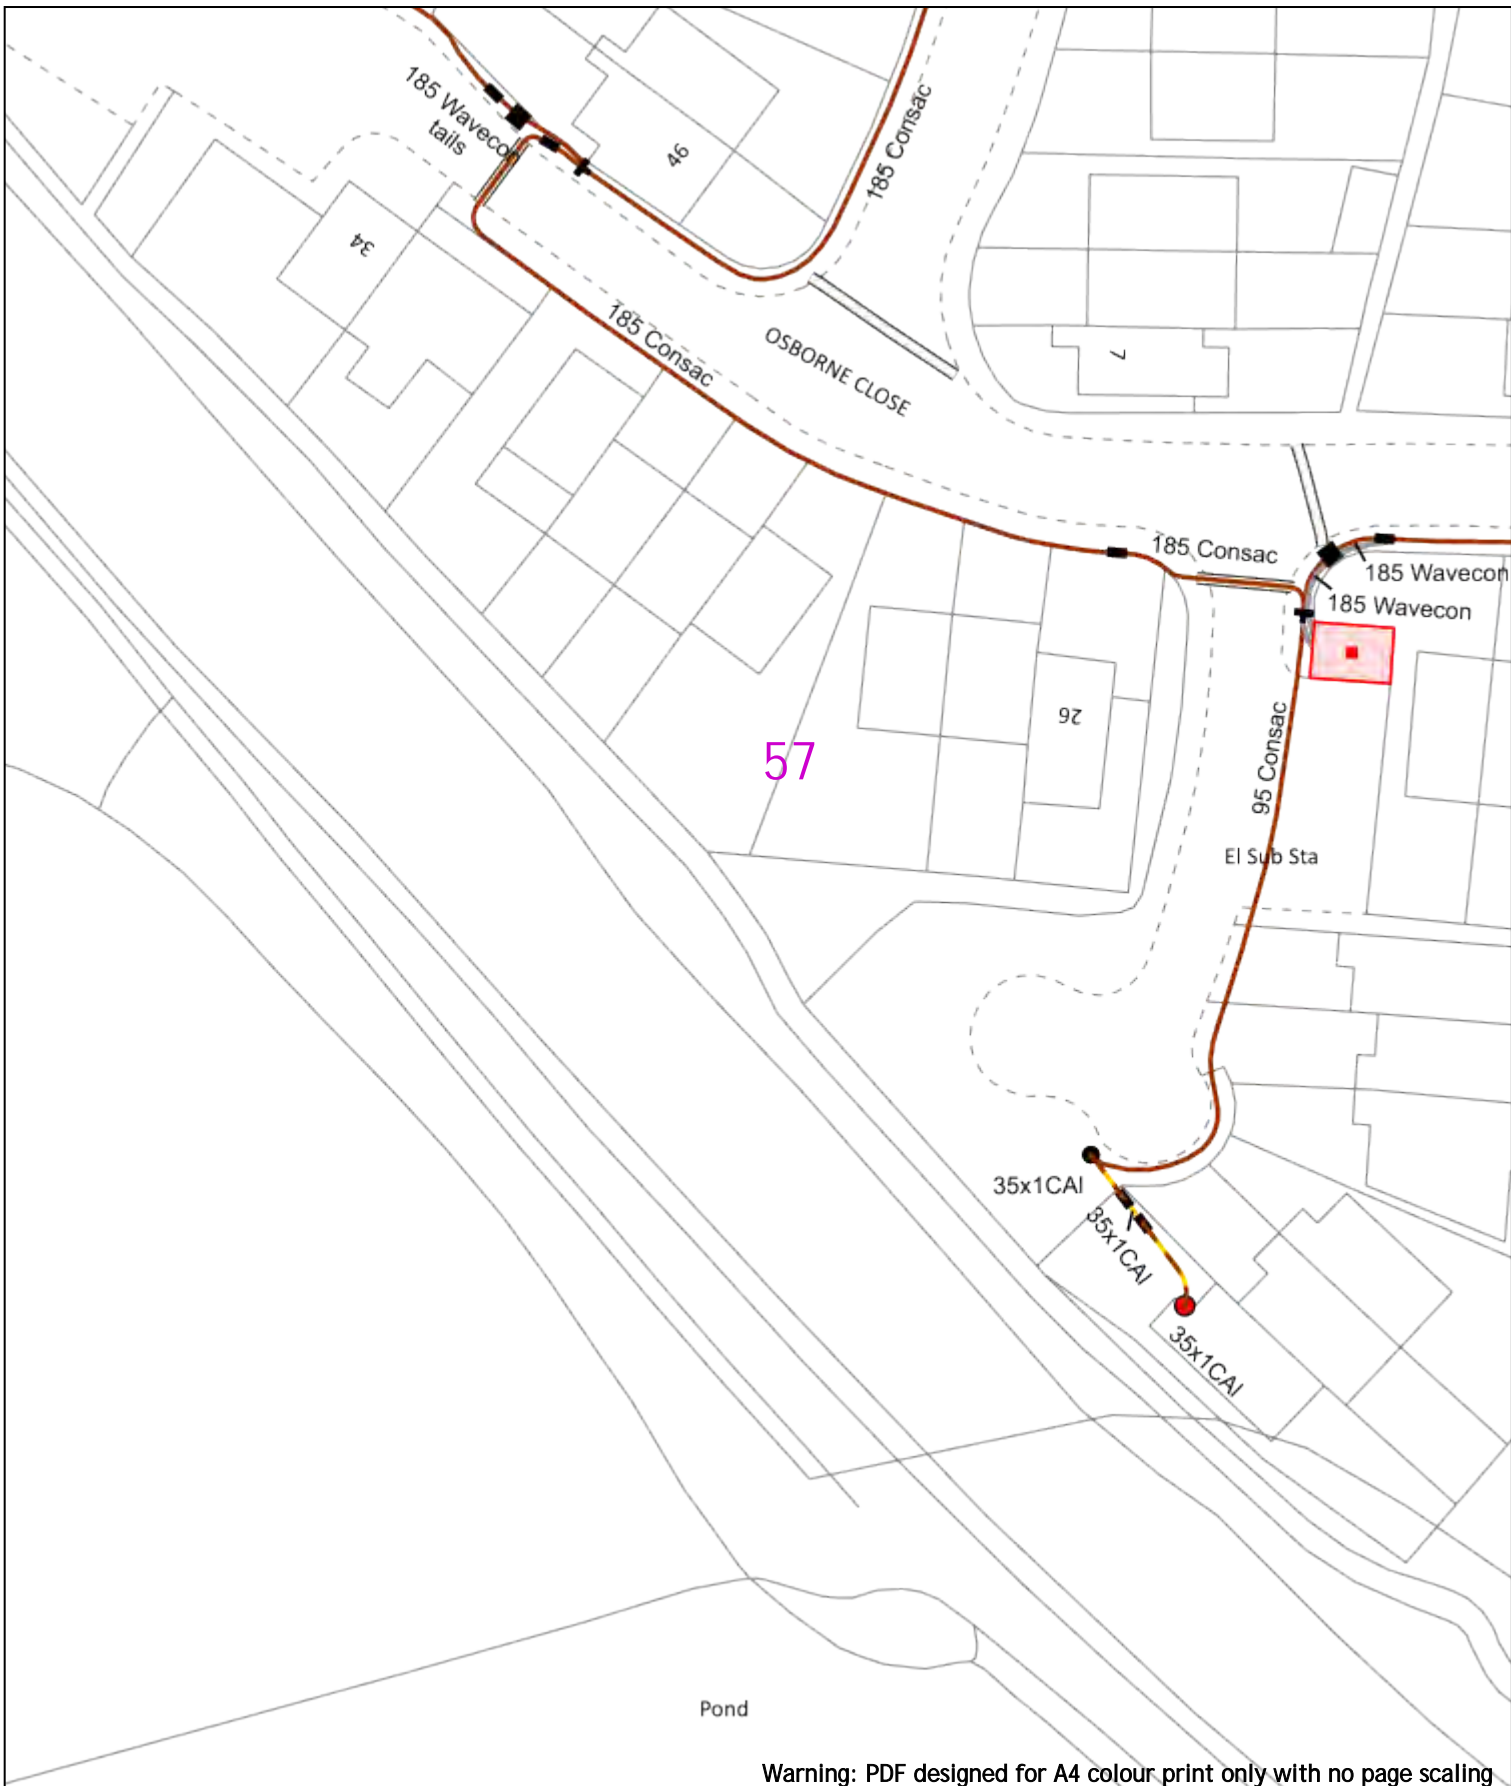 185 Wavecon
tails
46
185 Consac
34
185 Consac
OSBORNE CLOSE
7
185 Consac
185 Wavecon
185 Wavecon
26
95 Consac
57
El Sub Sta
35x1CAl
35x1CAl
35x1CAl
Pond
Warning: PDF designed for A4 colour print only with no page scaling